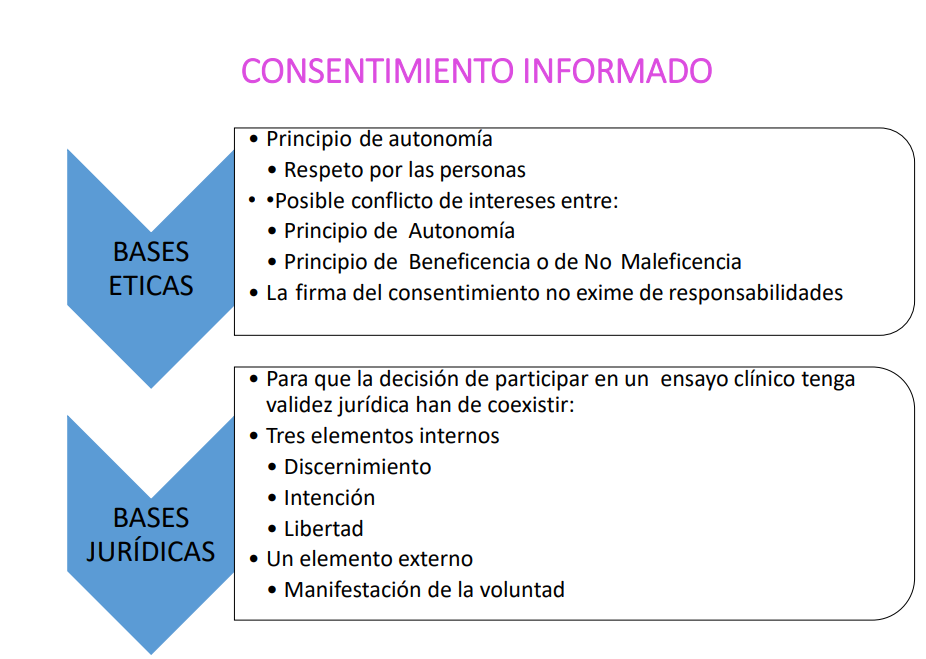 CONSENTIMIENTO INFORMADO
BASES
ETICAS
• Principio de autonomía
• Respeto por las personas
• •Posible conflicto de intereses entre:
• Principio de Autonomía
• Principio de Beneficencia o de No Maleficencia
• La firma del consentimiento no exime de responsabilidades
BASES
JURÍDICAS
• Para que la decisión de participar en un ensayo clínico tenga
validez jurídica han de coexistir:
• Tres elementos internos
• Discernimiento
• Intención
• Libertad
• Un elemento externo
• Manifestación de la voluntad